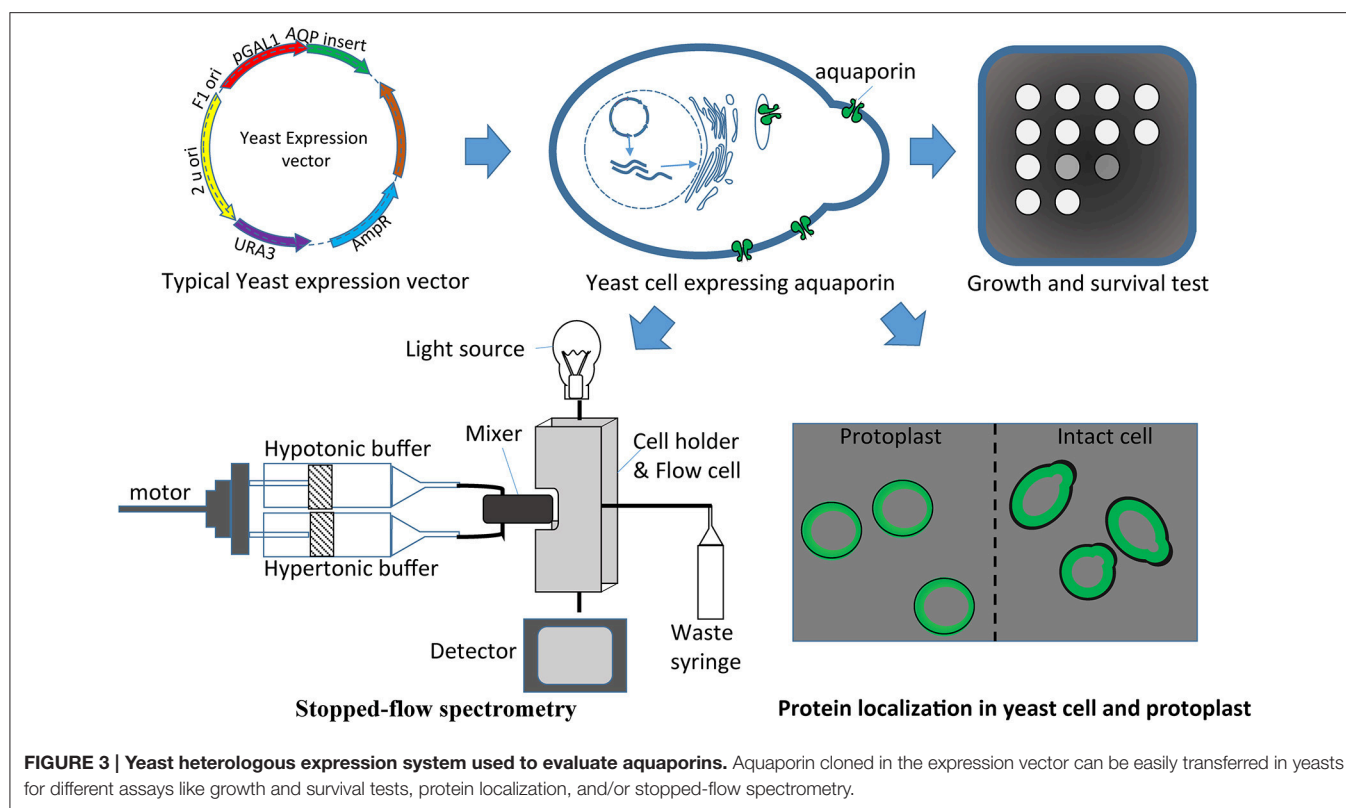 pGAL1
AQP insert
F1 ori
aquaporin
Yeast Expression
vector
2 u ori
URA3
AmpR
Typical Yeast expression vector
Yeast cell expressing aquaporin
Growth and survival test
Light source
Mixer
Cell holder
& Flow cell
Hypotonic buffer
motor
Hypertonic buffer
Detector
Waste
syringe
Protoplast
Intact cell
Stopped-flow spectrometry
Protein localization in yeast cell and protoplast
FIGURE 3 | Yeast heterologous expression system used to evaluate aquaporins. Aquaporin cloned in the expression vector can be easily transferred in yeasts
for different assays like growth and survival tests, protein localization, and/or stopped-flow spectrometry.